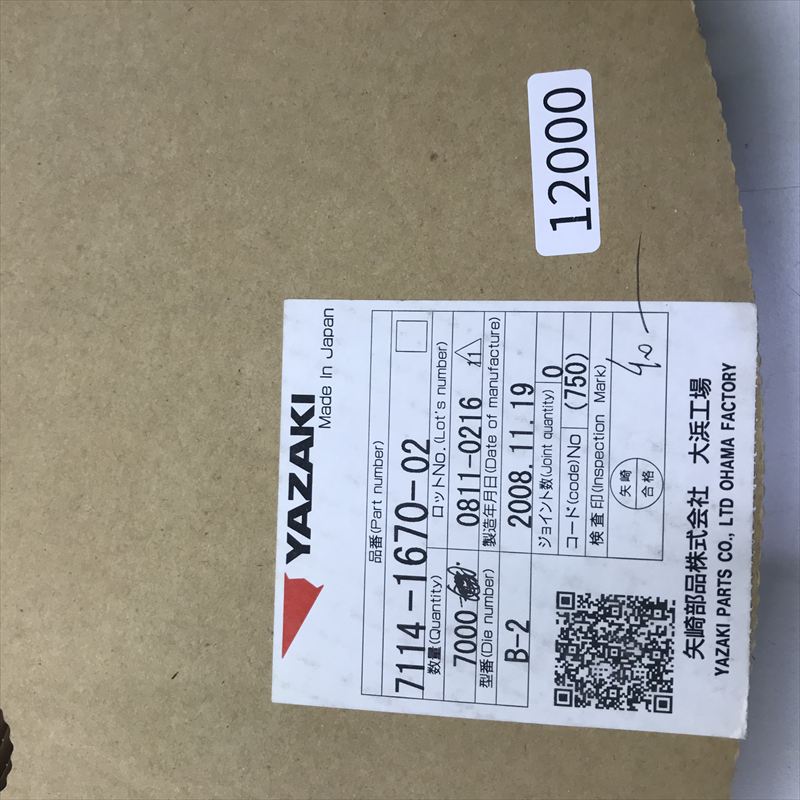 12000
YAZAKI
Made In Japan
品番(Part number)
7114-1670-02
数量(Quantity)
ロットNo.(Lot's number)
7000
0811-0216
11
型番(Die number)
製造年月日(Date of manufacture)
B-2
2008.11.19
ジョイント数(Joint quantity) 0
コード(code)No (750)
検査印(Inspection Mark)
矢崎
合格
矢崎部品株式会社 大浜工場
YAZAKI PARTS CO., LTD OHAMA FACTORY